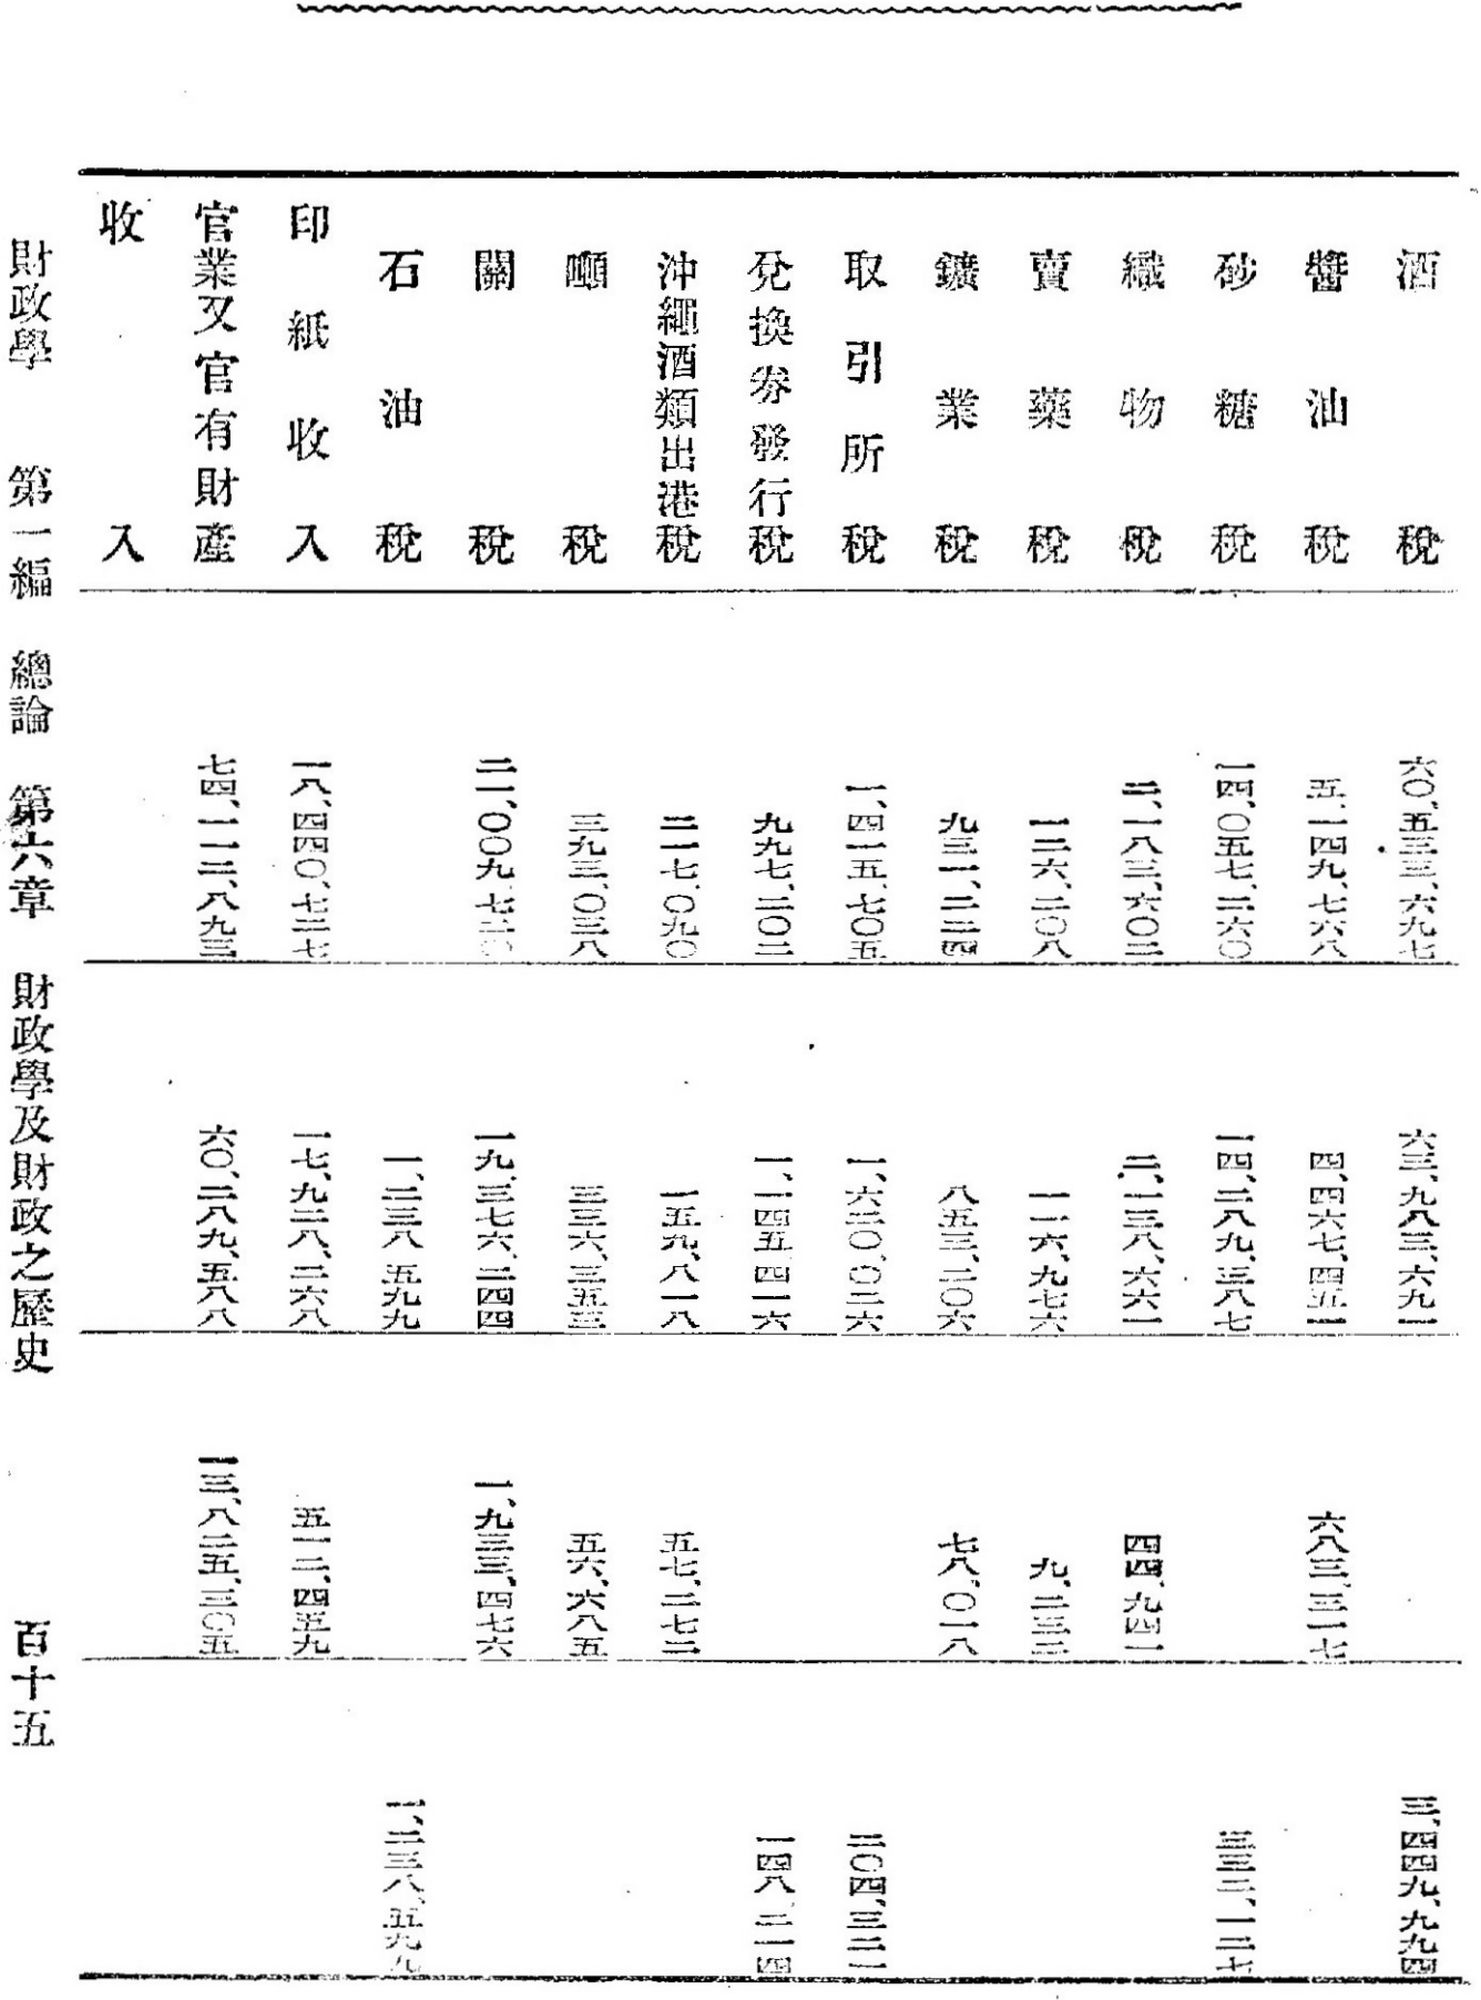 酒稅 六〇、五三三、六九七 六三、九八三、六九一 三、四四九、九九四
醬油稅 五、一四九、七六八 四、四六七、四五一 六八二、三一七
砂糖稅 一四、〇五七、二六〇 一四、二八九、三八七 二三二、一二七
織物稅 二、一八三、六〇二 二、一三八、六六一 四四、九四一
賣藥稅 一二六、二〇八 一一六、九七六 九、二三二
鑛業稅 九三一、二二四 八五三、二〇六 七八、〇一八
取引所稅 一、四一五、七〇五 一、六二〇、〇二六 二〇四、三二一
兌換券發行稅 九九七、二〇二 一、一四五、四一六 一四八、二一四
沖繩酒類出港稅 二一七、〇九〇 一五九、八一八 五七、二七二
噸稅 三九三、〇三八 三三六、三五三 五六、六八五
關稅 二一、〇〇九、七二〇 一九、三七六、二四四 一、九三三、四七六
石油稅 一、二三八、五九九 一、二三八、五九九
印紙收入 一八、四四〇、七二七 一七、九二八、二六八 五一二、四五九
官業又官有財產 七四、一一二、八九三 六〇、二八九、五八八 一三、八二五、三〇五
收入
財政學 第一編 總論 第六章 財政學及財政之歷史 百十五